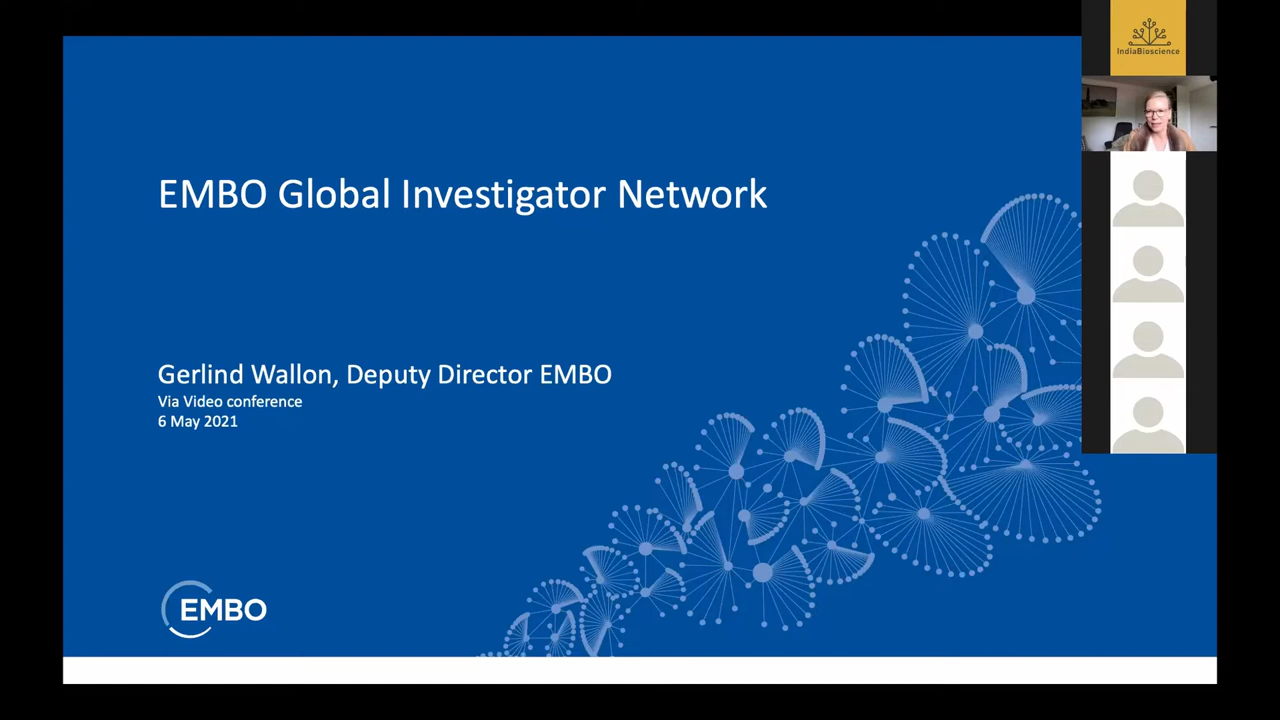 IndiaBioscience
EMBO Global Investigator Network
Gerlind Wallon, Deputy Director EMBO
Via Video conference
6 May 2021
EMBO